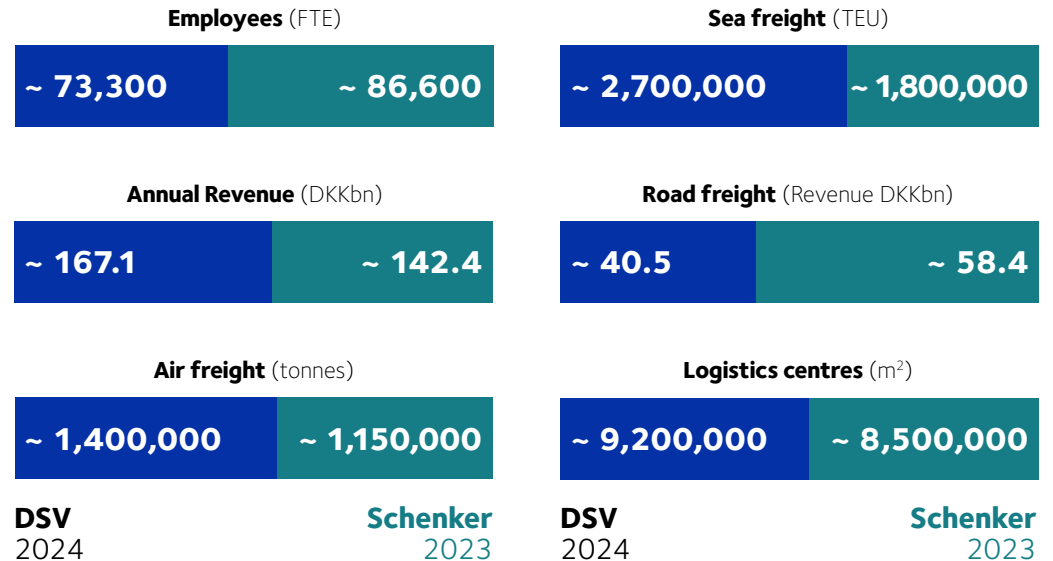 Employees (FTE)
~ 73,300 ~ 86,600
Annual Revenue (DKKbn)
~ 167.1 ~ 142.4
Air freight (tonnes)
~ 1,400,000 ~ 1,150,000
DSV Schenker
2024 2023
Sea freight (TEU)
~ 2,700,000 ~ 1,800,000
Road freight (Revenue DKKbn)
~ 40.5 ~ 58.4
Logistics centres (m²)
~ 9,200,000 ~ 8,500,000
DSV Schenker
2024 2023